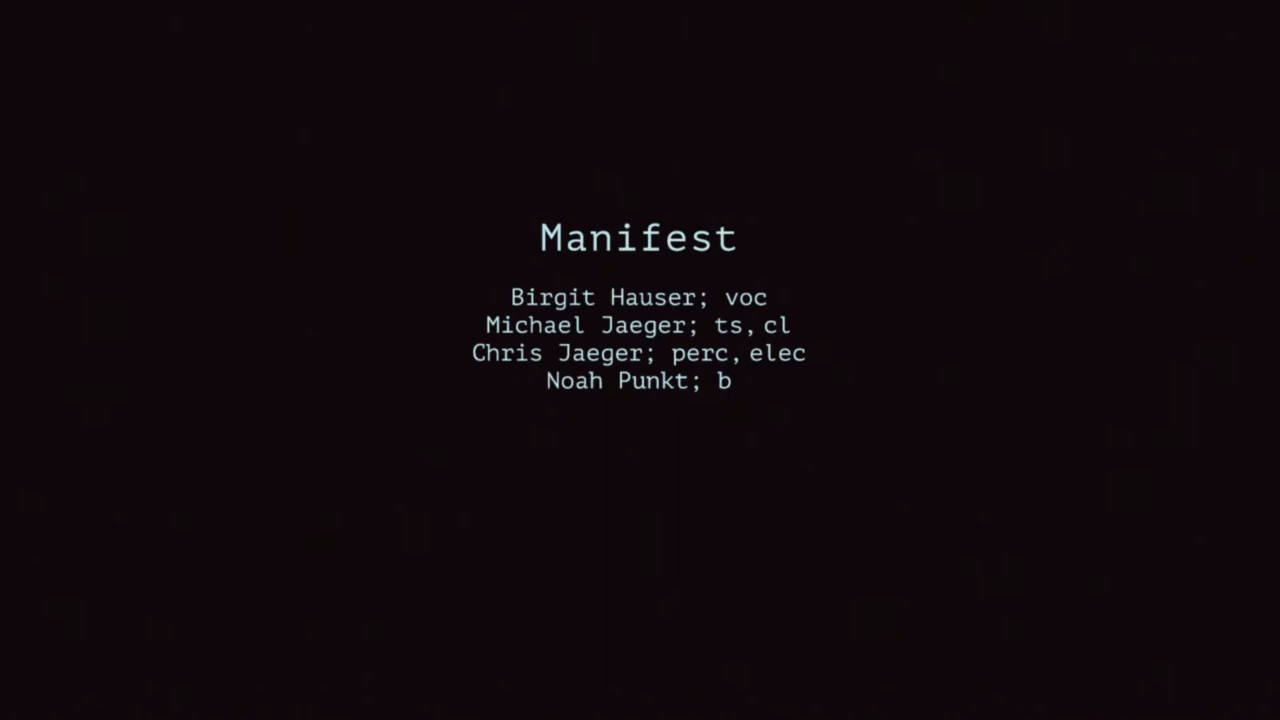 Manifest
Birgit Hauser; voc
Michael Jaeger; ts, cl
Chris Jaeger; perc, elec
Noah Punkt; b